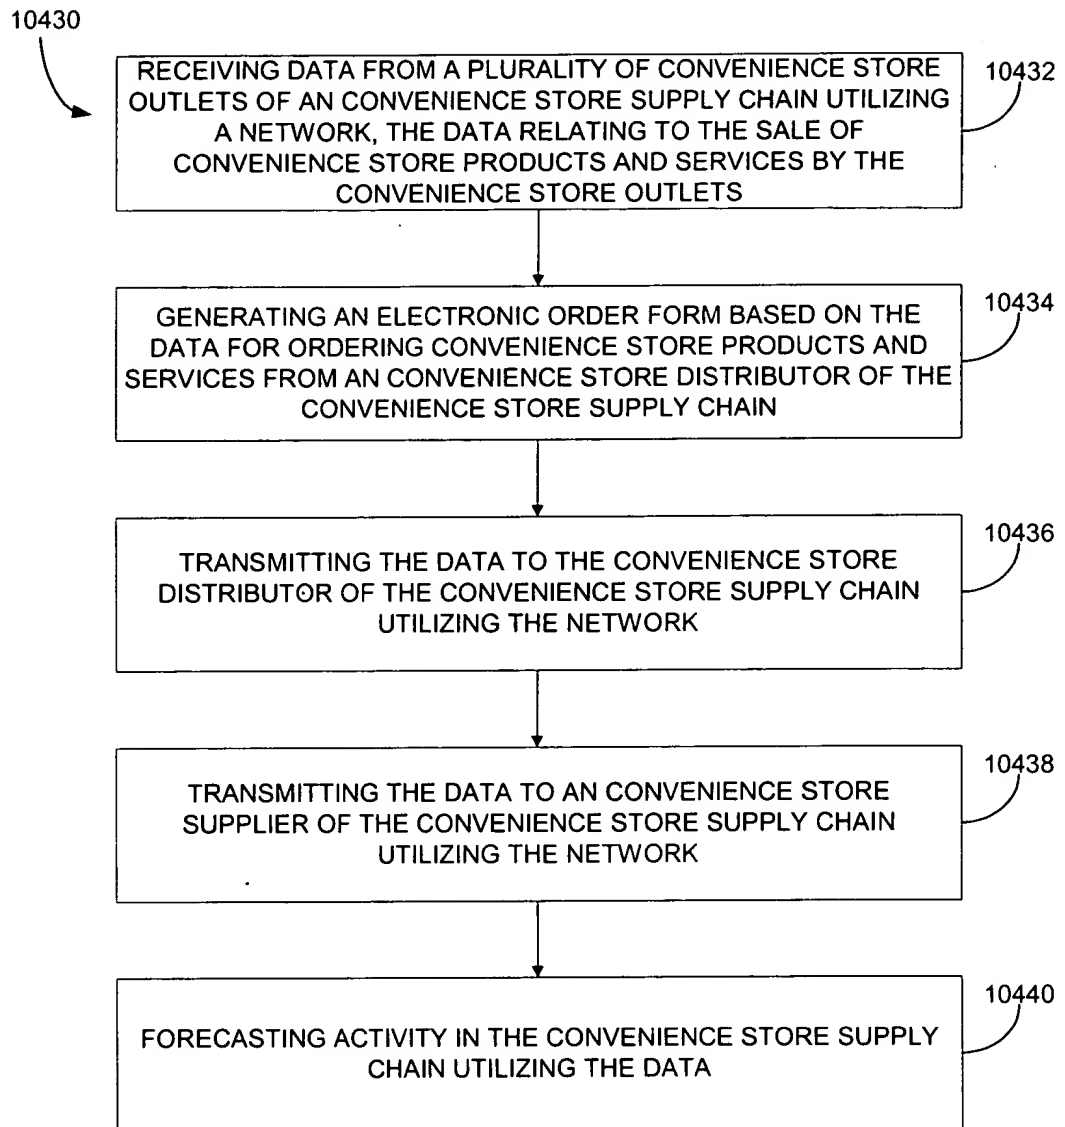 10430
RECEIVING DATA FROM A PLURALITY OF CONVENIENCE STORE
OUTLETS OF AN CONVENIENCE STORE SUPPLY CHAIN UTILIZING
A NETWORK, THE DATA RELATING TO THE SALE OF
CONVENIENCE STORE PRODUCTS AND SERVICES BY THE
CONVENIENCE STORE OUTLETS
10432
GENERATING AN ELECTRONIC ORDER FORM BASED ON THE
DATA FOR ORDERING CONVENIENCE STORE PRODUCTS AND
SERVICES FROM AN CONVENIENCE STORE DISTRIBUTOR OF THE
CONVENIENCE STORE SUPPLY CHAIN
10434
TRANSMITTING THE DATA TO THE CONVENIENCE STORE
DISTRIBUTOR OF THE CONVENIENCE STORE SUPPLY CHAIN
UTILIZING THE NETWORK
10436
TRANSMITTING THE DATA TO AN CONVENIENCE STORE
SUPPLIER OF THE CONVENIENCE STORE SUPPLY CHAIN
UTILIZING THE NETWORK
10438
FORECASTING ACTIVITY IN THE CONVENIENCE STORE SUPPLY
CHAIN UTILIZING THE DATA
10440